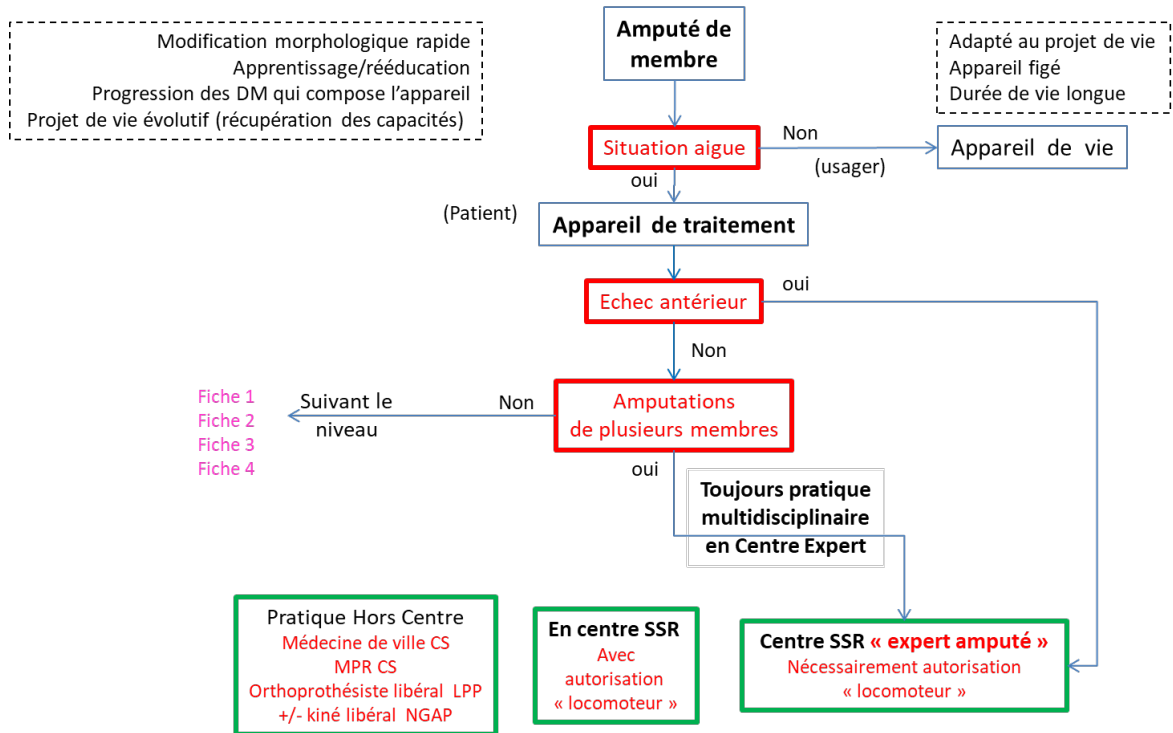 Modification morphologique rapide
Apprentissage/rééducation
Progression des DM qui compose l'appareil
Projet de vie évolutif (récupération des capacités)
Amputé de
membre
Adapté au projet de vie
Appareil figé
Durée de vie longue
Situation aigue
Non
(usager)
Appareil de vie
oui
(Patient)
Appareil de traitement
Echec antérieur
oui
Non
Fiche 1
Fiche 2
Fiche 3
Fiche 4
Suivant le
niveau
Non
Amputations
de plusieurs membres
oui
Toujours pratique
multidisciplinaire
en Centre Expert
Pratique Hors Centre
Médecine de ville CS
MPR CS
Orthoprothésiste libéral LPP
+/- kiné libéral NGAP
En centre SSR
Avec
autorisation
« locomoteur »
Centre SSR « expert amputé »
Nécessairement autorisation
« locomoteur »